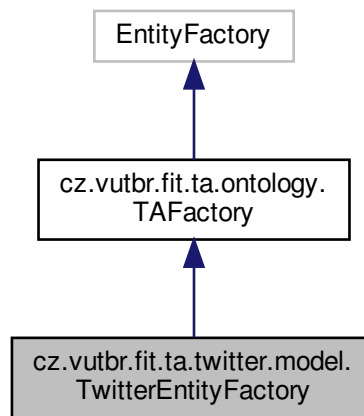 EntityFactory
cz.vutbr.fit.ta.ontology.
TAFactory
cz.vutbr.fit.ta.twitter.model.
TwitterEntityFactory